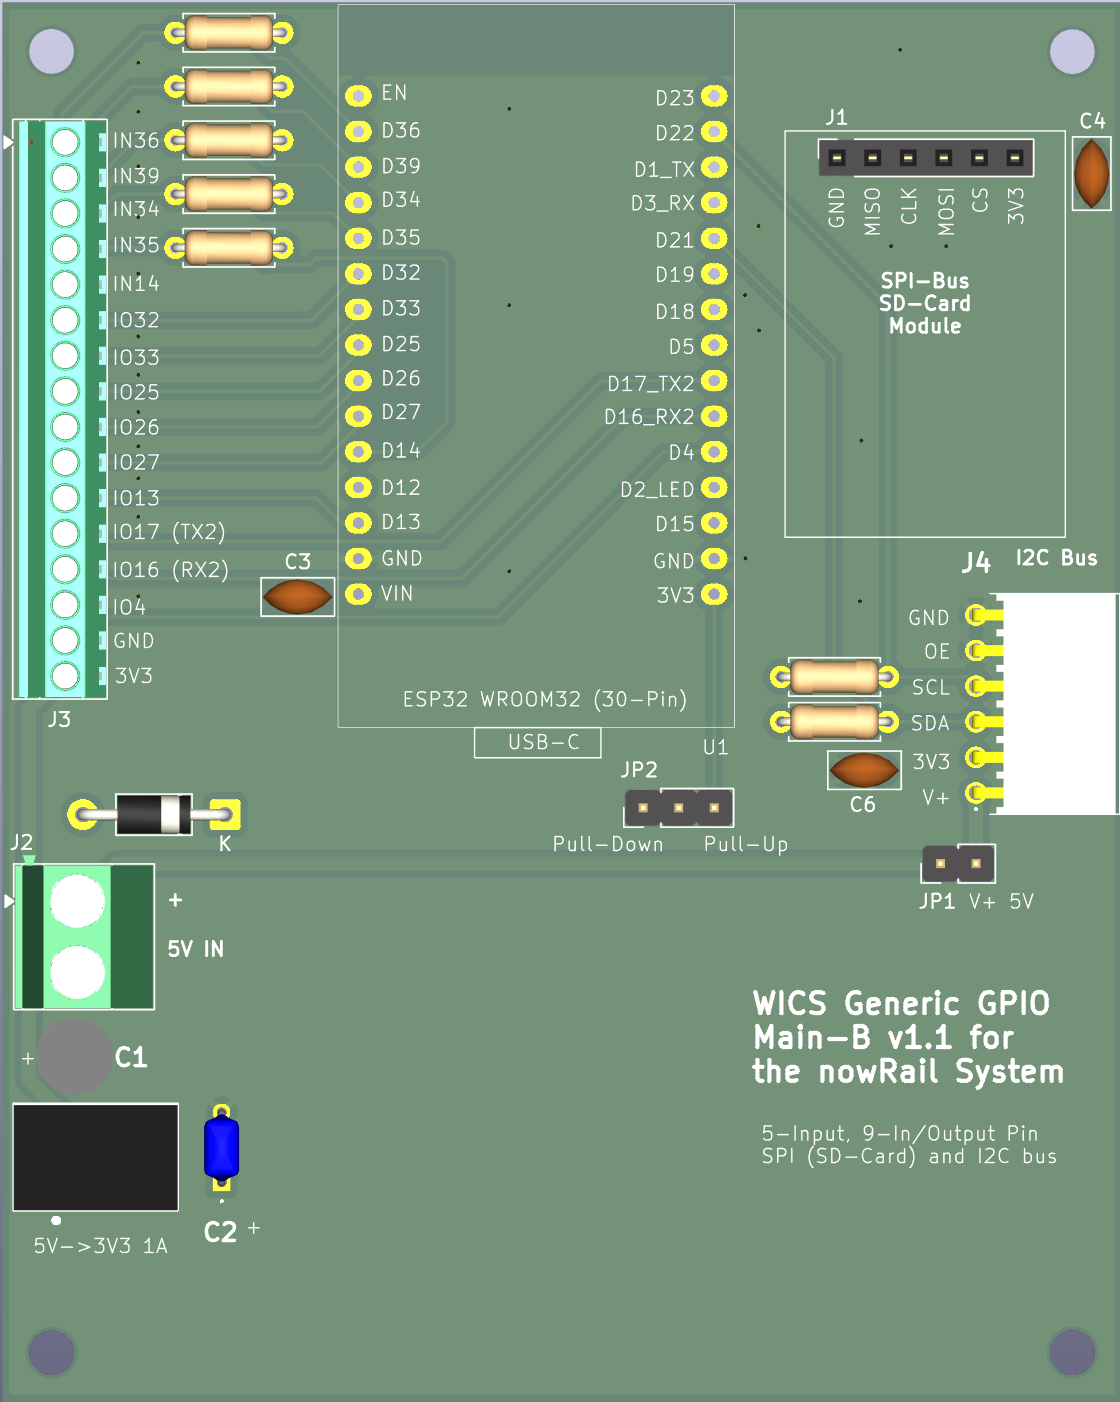 EN
D36
D39
D34
D35
D32
D33
D25
D26
D27
D14
D12
D13
GND
VIN
D23
D22
D1_TX
D3_RX
D21
D19
D18
D5
D17_TX2
D16_RX2
D4
D2_LED
D15
GND
3V3
IN36
IN39
IN34
IN35
IN14
IO32
IO33
IO25
IO26
IO27
IO13
IO17 (TX2)
IO16 (RX2)
IO4
GND
3V3
J3
C3
ESP32 WROOM32 (30-Pin)
USB-C
U1
J1
GND
MISO
CLK
MOSI
CS
3V3
C4
SPI-Bus
SD-Card
Module
J4
I2C Bus
GND
OE
SCL
SDA
3V3
V+
C6
JP2
Pull-Down
Pull-Up
JP1
V+ 5V
K
J2
+
5V IN
+
C1
5V->3V3 1A
C2
+
WICS Generic GPIO
Main-B v1.1 for
the nowRail System
5-Input, 9-In/Output Pin
SPI (SD-Card) and I2C bus